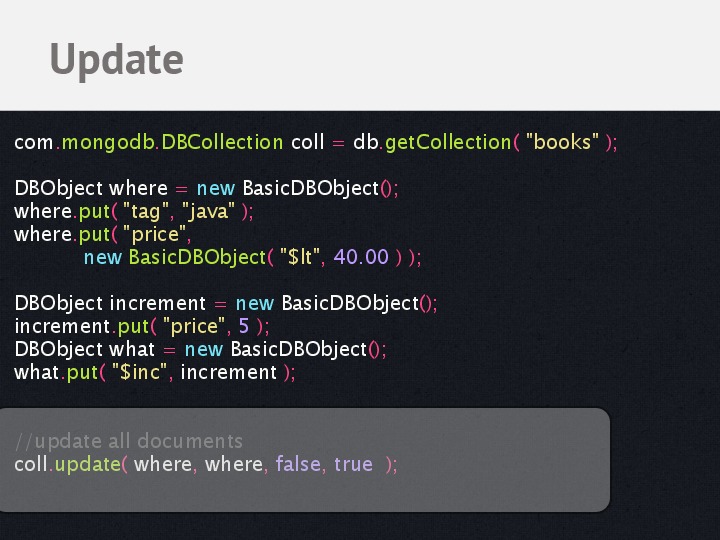 Update
com.mongodb.DBCollection coll = db.getCollection( "books" );
DBObject where = new BasicDBObject();
where.put( "tag", "java" );
where.put( "price",
new BasicDBObject( "$lt", 40.00 ) );
DBObject increment = new BasicDBObject();
increment.put( "price", 5 );
DBObject what = new BasicDBObject();
what.put( "$inc", increment );
//update all documents
coll.update( where, where, false, true );